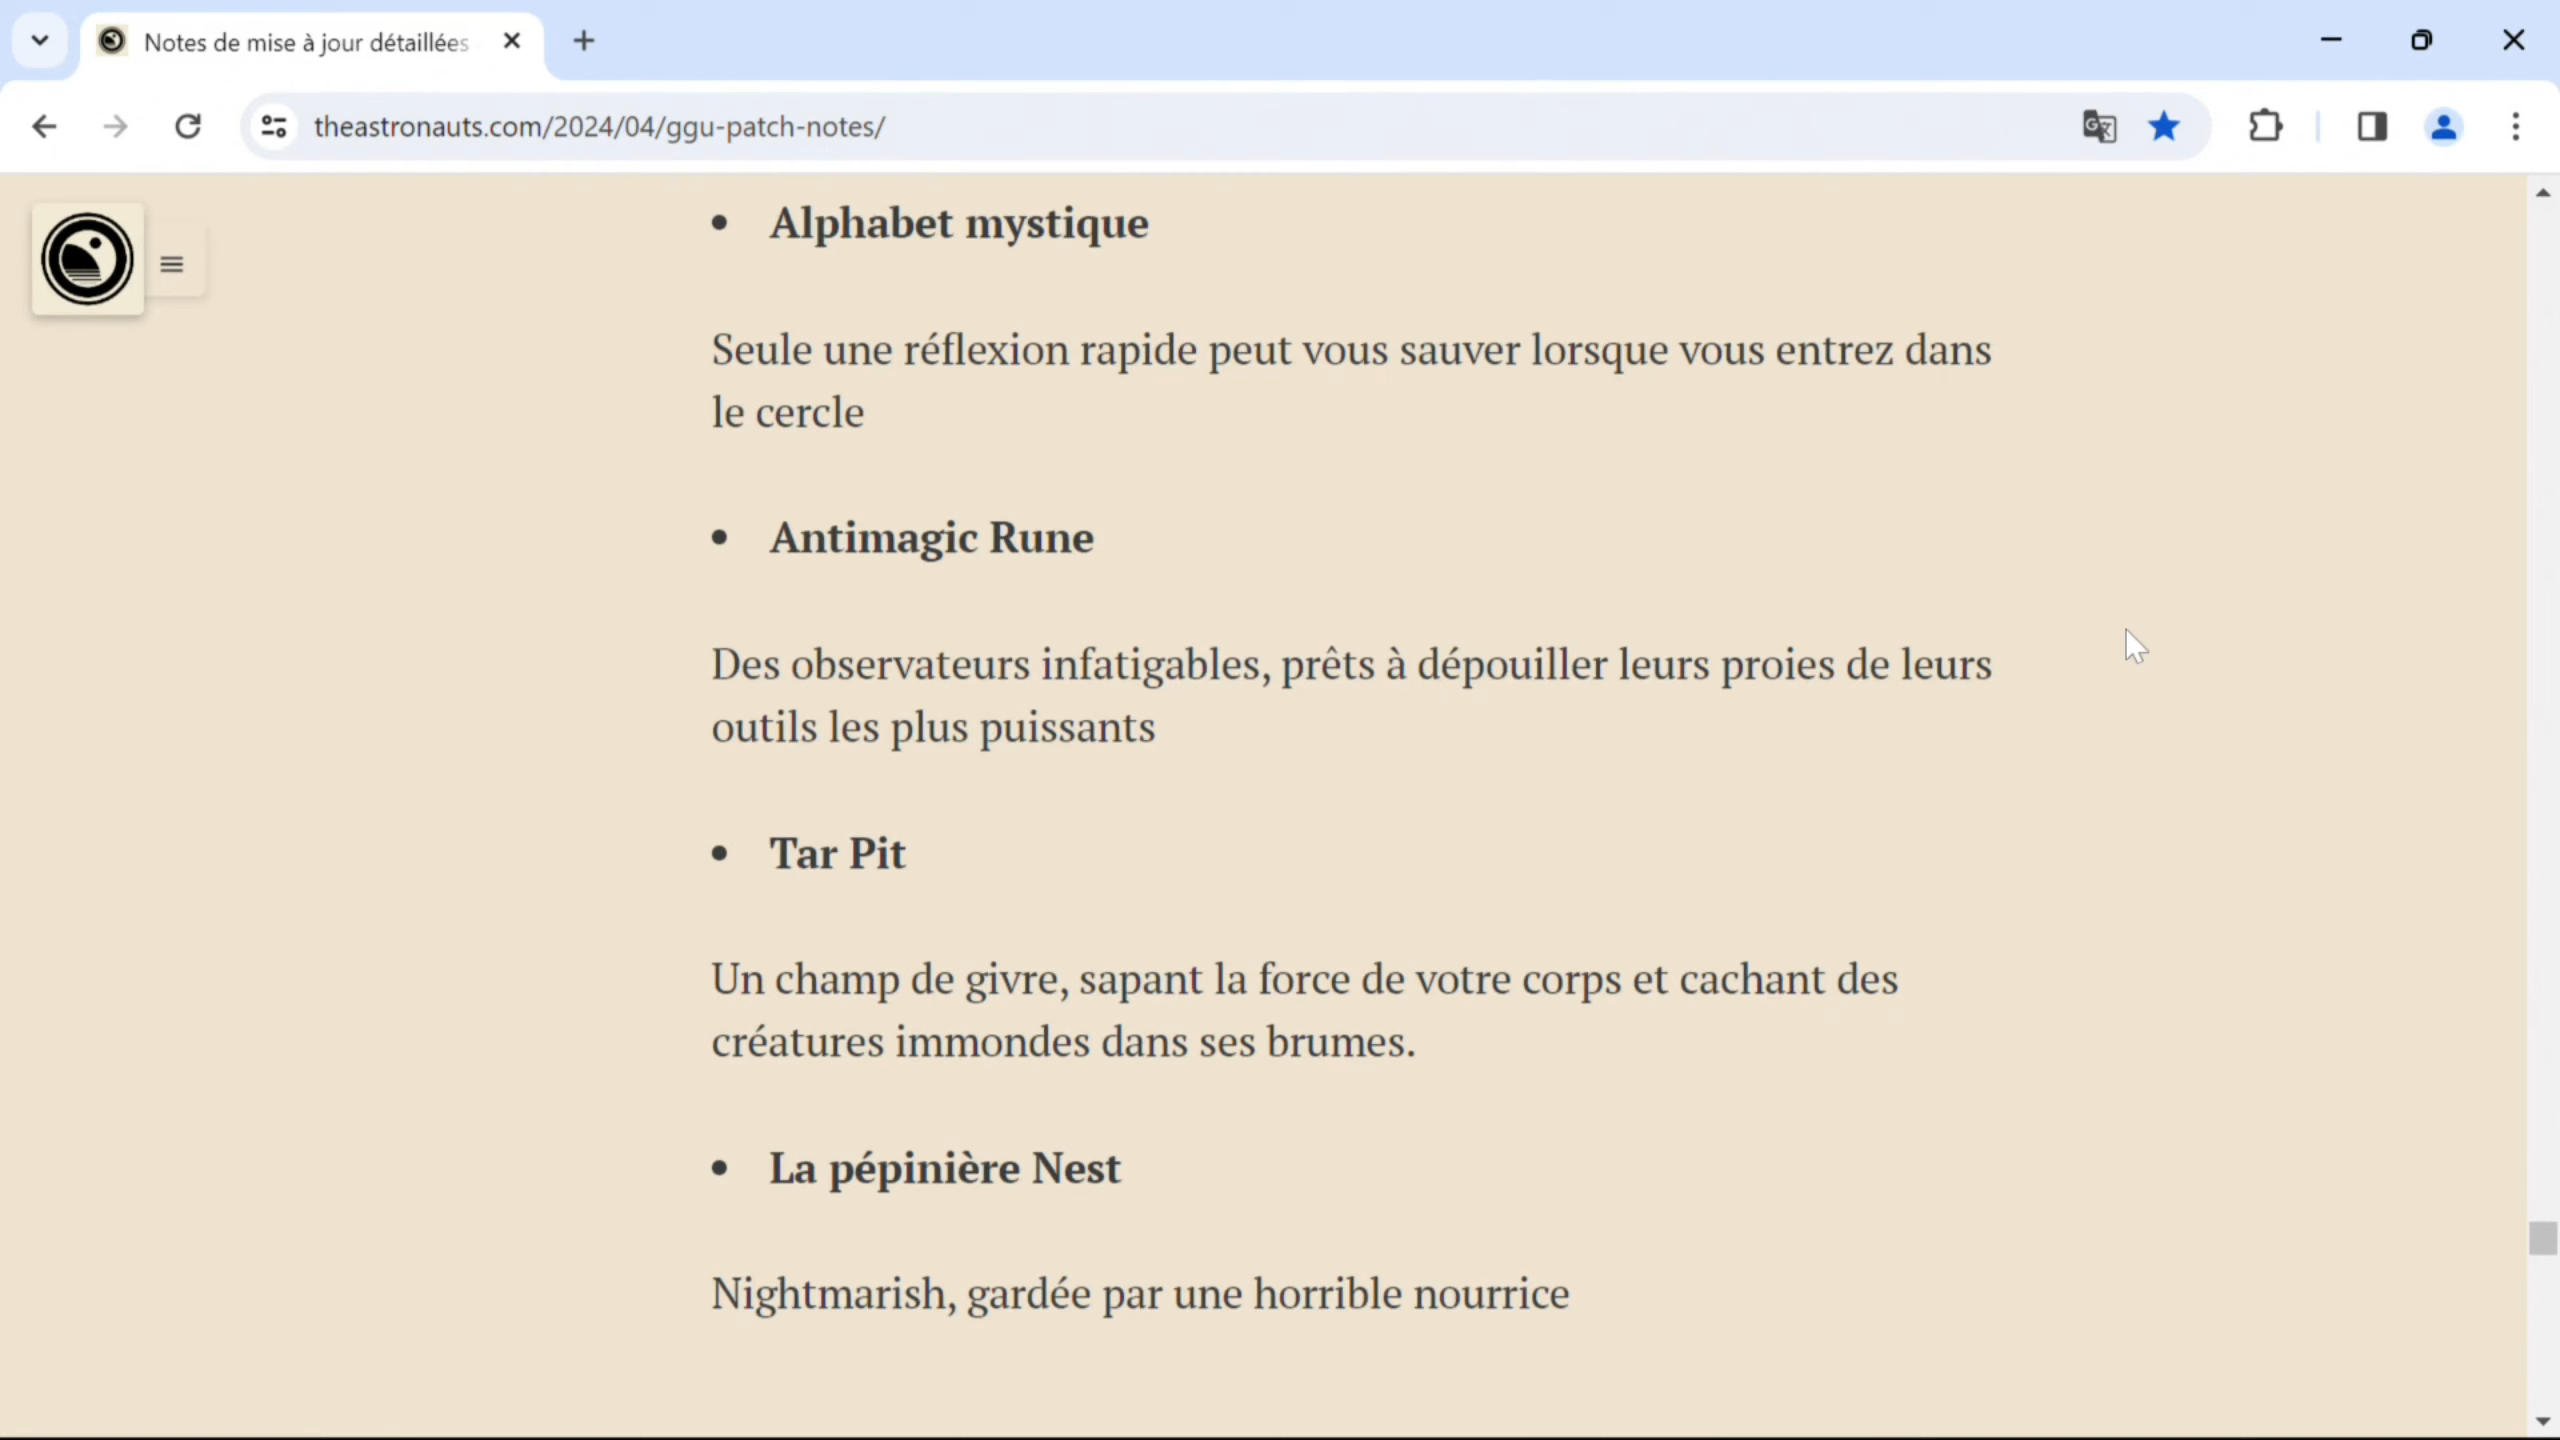 Notes de mise à jour détaillées
theastronauts.com/2024/04/ggu-patch-notes/
• Alphabet mystique
Seule une réflexion rapide peut vous sauver lorsque vous entrez dans
le cercle
• Antimagic Rune
Des observateurs infatigables, prêts à dépouiller leurs proies de leurs
outils les plus puissants
• Tar Pit
Un champ de givre, sapant la force de votre corps et cachant des
créatures immondes dans ses brumes.
• La pépinière Nest
Nightmarish, gardée par une horrible nourrice